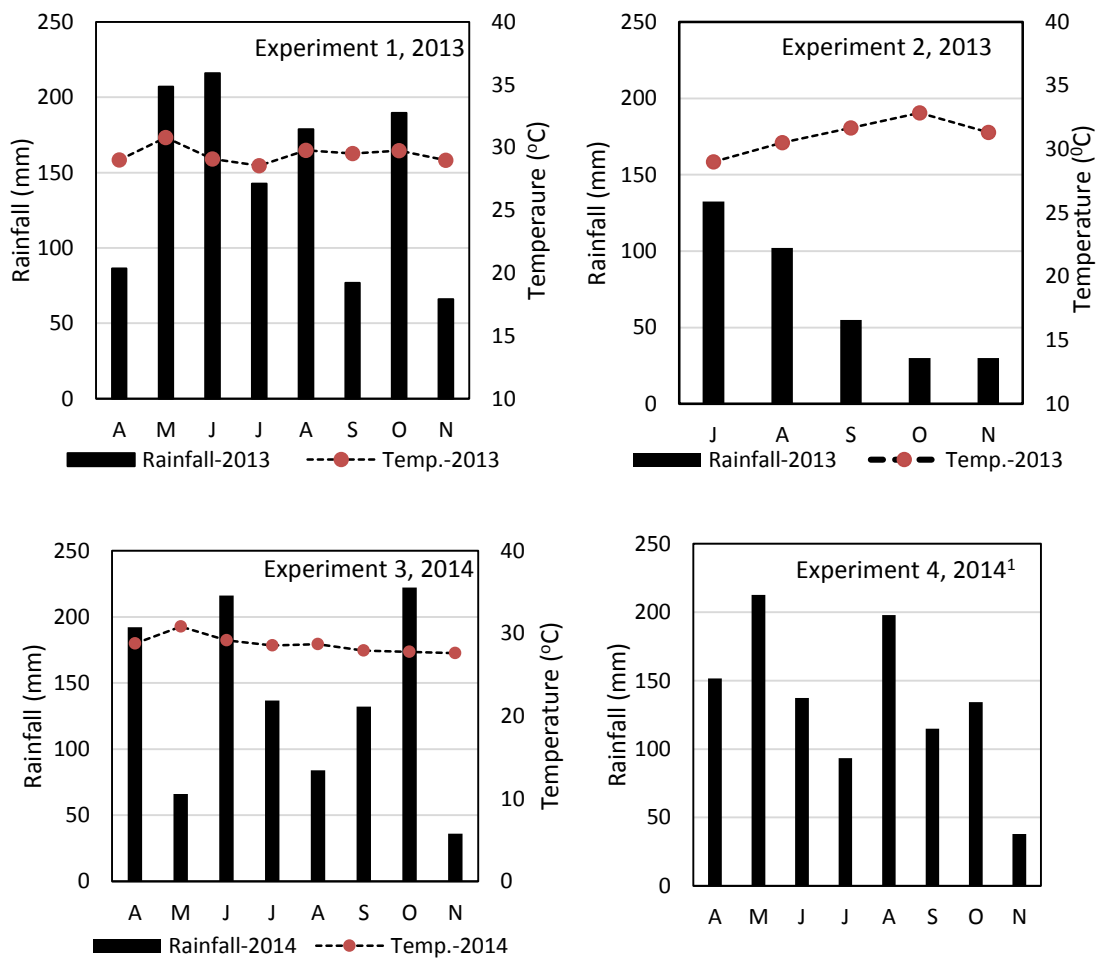 Experiment 1, 2013
250
200
150
100
50
0
Rainfall (mm)
40
35
30
25
20
15
10
Temperaure (ºC)
A M J J A S O N
Rainfall-2013 Temp.-2013
Experiment 2, 2013
250
200
150
100
50
0
Rainfall (mm)
40
35
30
25
20
15
10
Temperature (⁰C)
J A S O N
Rainfall-2013 Temp.-2013
Experiment 3, 2014
250
200
150
100
50
0
Rainfall (mm)
40
30
20
10
0
Temperature (ºC)
A M J J A S O N
Rainfall-2014 Temp.-2014
Experiment 4, 2014¹
250
200
150
100
50
0
Rainfall (mm)
A M J J A S O N